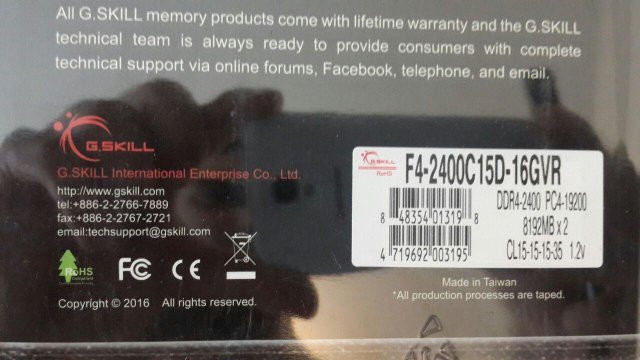 All G.SKILL memory products come with lifetime warranty and the G.SKILL
technical team is always ready to provide consumers with complete
technical support via online forums, Facebook, telephone, and email.
G.SKILL
G.SKILL International Enterprise Co., Ltd.
http://www.gskill.com
tel:+886-2-2766-7889
fax:+886-2-2767-2721
email:techsupport@gskill.com
RoHS
FC CE
Copyright © 2016 All rights reserved.
G.SKILL
RoHS
F4-2400C15D-16GVR
DDR4-2400 PC4-19200
8192MB x 2
CL15-15-15-35 1.2v
8 48354 01319 8
4 719692 003195
Made in Taiwan
*All production processes are taped.